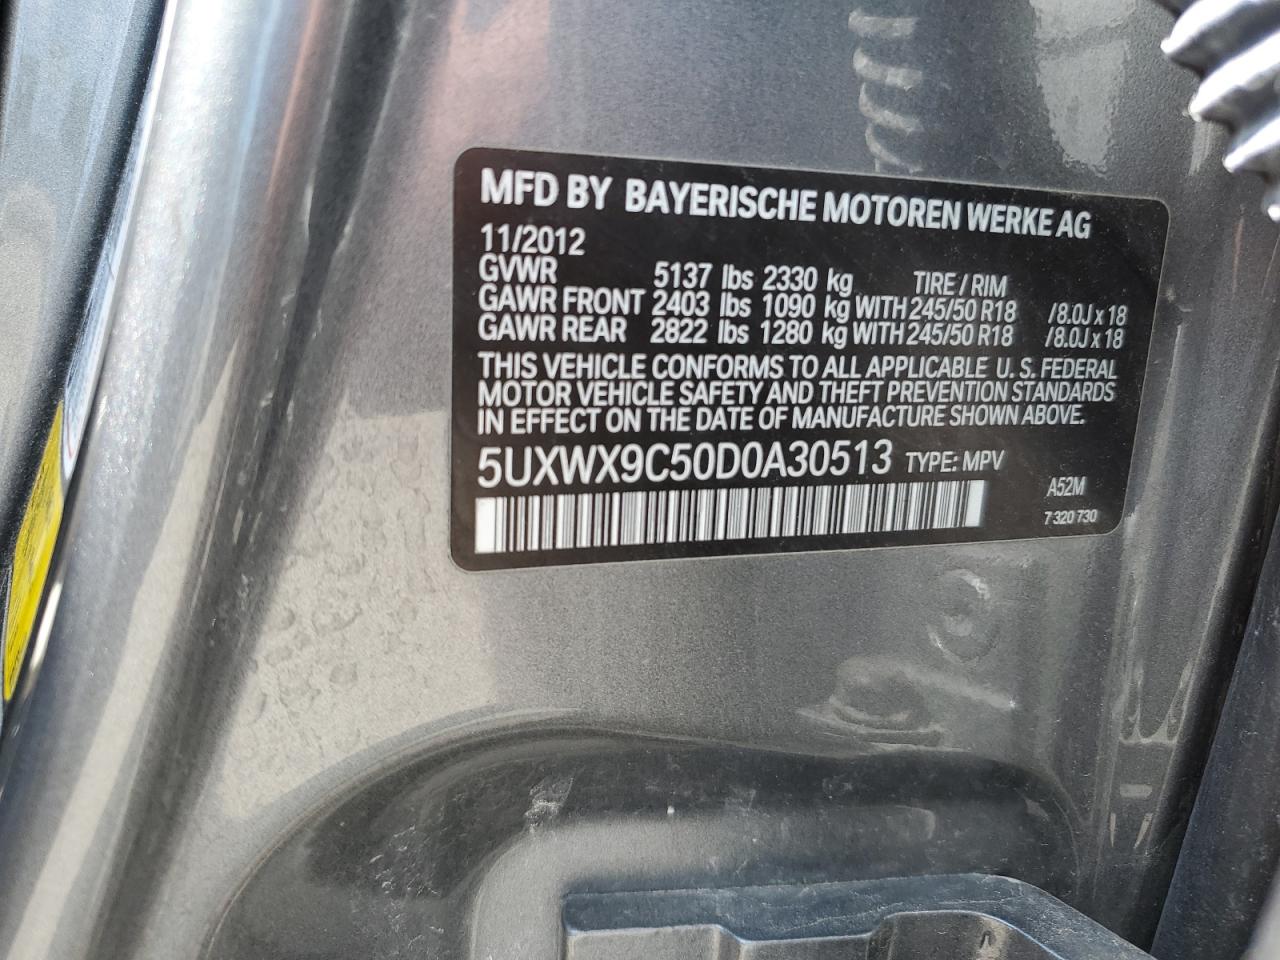 MFD BY BAYERISCHE MOTOREN WERKE AG
11/2012
GVWR 5137 lbs 2330 kg TIRE / RIM
GAWR FRONT 2403 lbs 1090 kg WITH 245/50 R18 /8.0J x 18
GAWR REAR 2822 lbs 1280 kg WITH 245/50 R18 /8.0J x 18
THIS VEHICLE CONFORMS TO ALL APPLICABLE U. S. FEDERAL
MOTOR VEHICLE SAFETY AND THEFT PREVENTION STANDARDS
IN EFFECT ON THE DATE OF MANUFACTURE SHOWN ABOVE.
5UXWX9C50D0A30513 TYPE: MPV
A52M
7 320 730